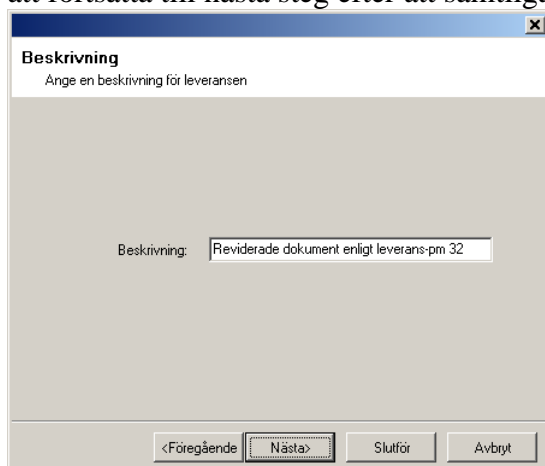 att fortsätta till nästa steg efter att samtliga
Beskrivning
Ange en beskrivning för leveransen
Beskrivning: Reviderade dokument enligt leverans-pm 32
<Föregående Nästa> Slutför Avbryt